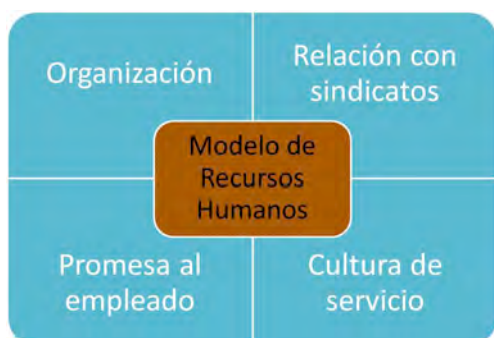 Organización
Relación con
sindicatos
Modelo de
Recursos
Humanos
Promesa al
empleado
Cultura de
servicio